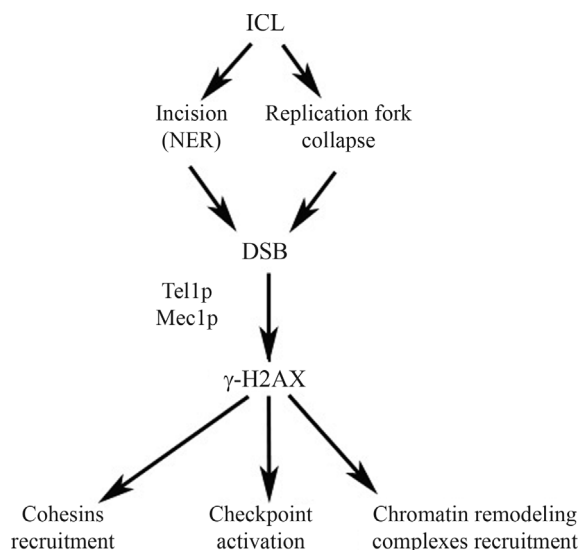 ICL
Incision
(NER)
Replication fork
collapse
DSB
Tel1p
Mec1p
γ-H2AX
Cohesins
recruitment
Checkpoint
activation
Chromatin remodeling
complexes recruitment